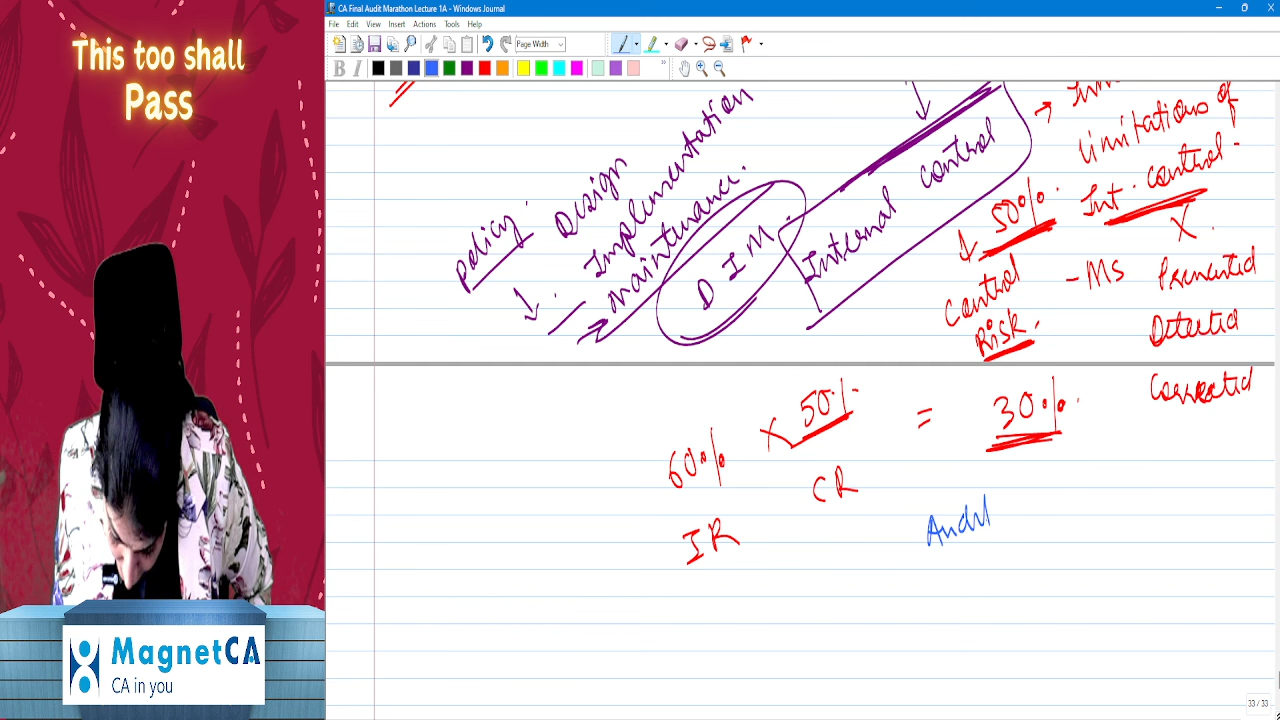 This too shall
Pass
MagnetCA
CA in you
CA Final Audit Marathon Lecture 1A - Windows Journal
File Edit View Insert Actions Tools Help
Page Width
B I
policy.
Design
Implementation
maintenance.
D I M.
Internal control
limitations of
Int. control.
X
50%.
Control
Risk.
- MS Prevented
Detected
Corrected
60% X 50% = 30%.
IR
CR
Audit
33 / 33